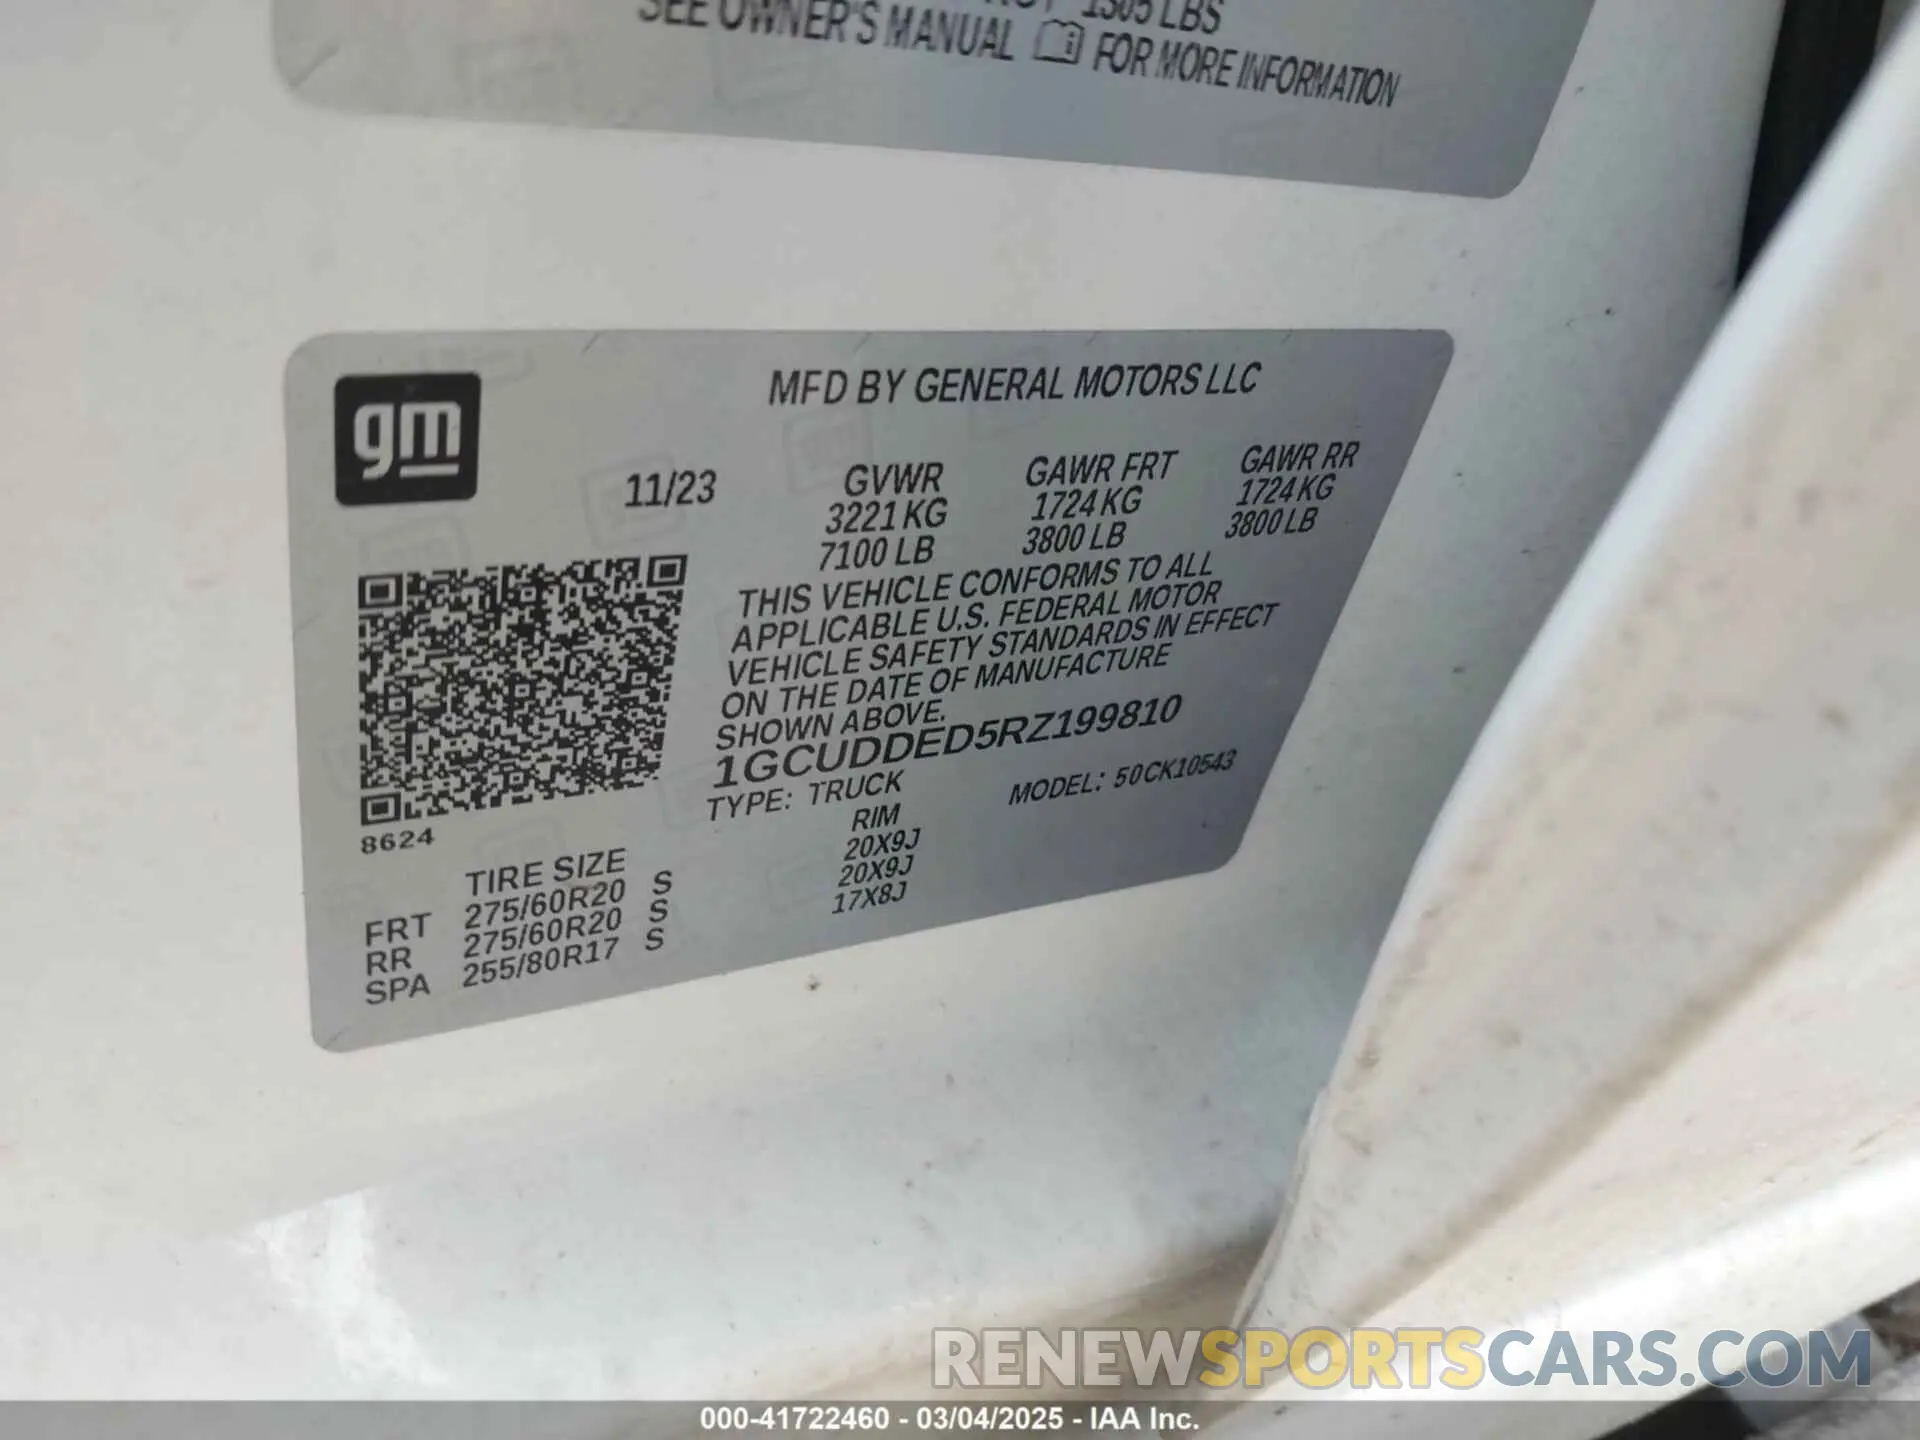 1305 LBS
SEE OWNER'S MANUAL FOR MORE INFORMATION
gm
MFD BY GENERAL MOTORS LLC
11/23
GVWR GAWR FRT GAWR RR
3221 KG 1724 KG 1724 KG
7100 LB 3800 LB 3800 LB
THIS VEHICLE CONFORMS TO ALL
APPLICABLE U.S. FEDERAL MOTOR
VEHICLE SAFETY STANDARDS IN EFFECT
ON THE DATE OF MANUFACTURE
SHOWN ABOVE.
1GCUDDED5RZ199810
TYPE: TRUCK MODEL: 50CK10543
8624
TIRE SIZE RIM
FRT 275/60R20 S 20X9J
RR 275/60R20 S 20X9J
SPA 255/80R17 S 17X8J
RENEWSPORTSCARS.COM
000-41722460 - 03/04/2025 - IAA Inc.